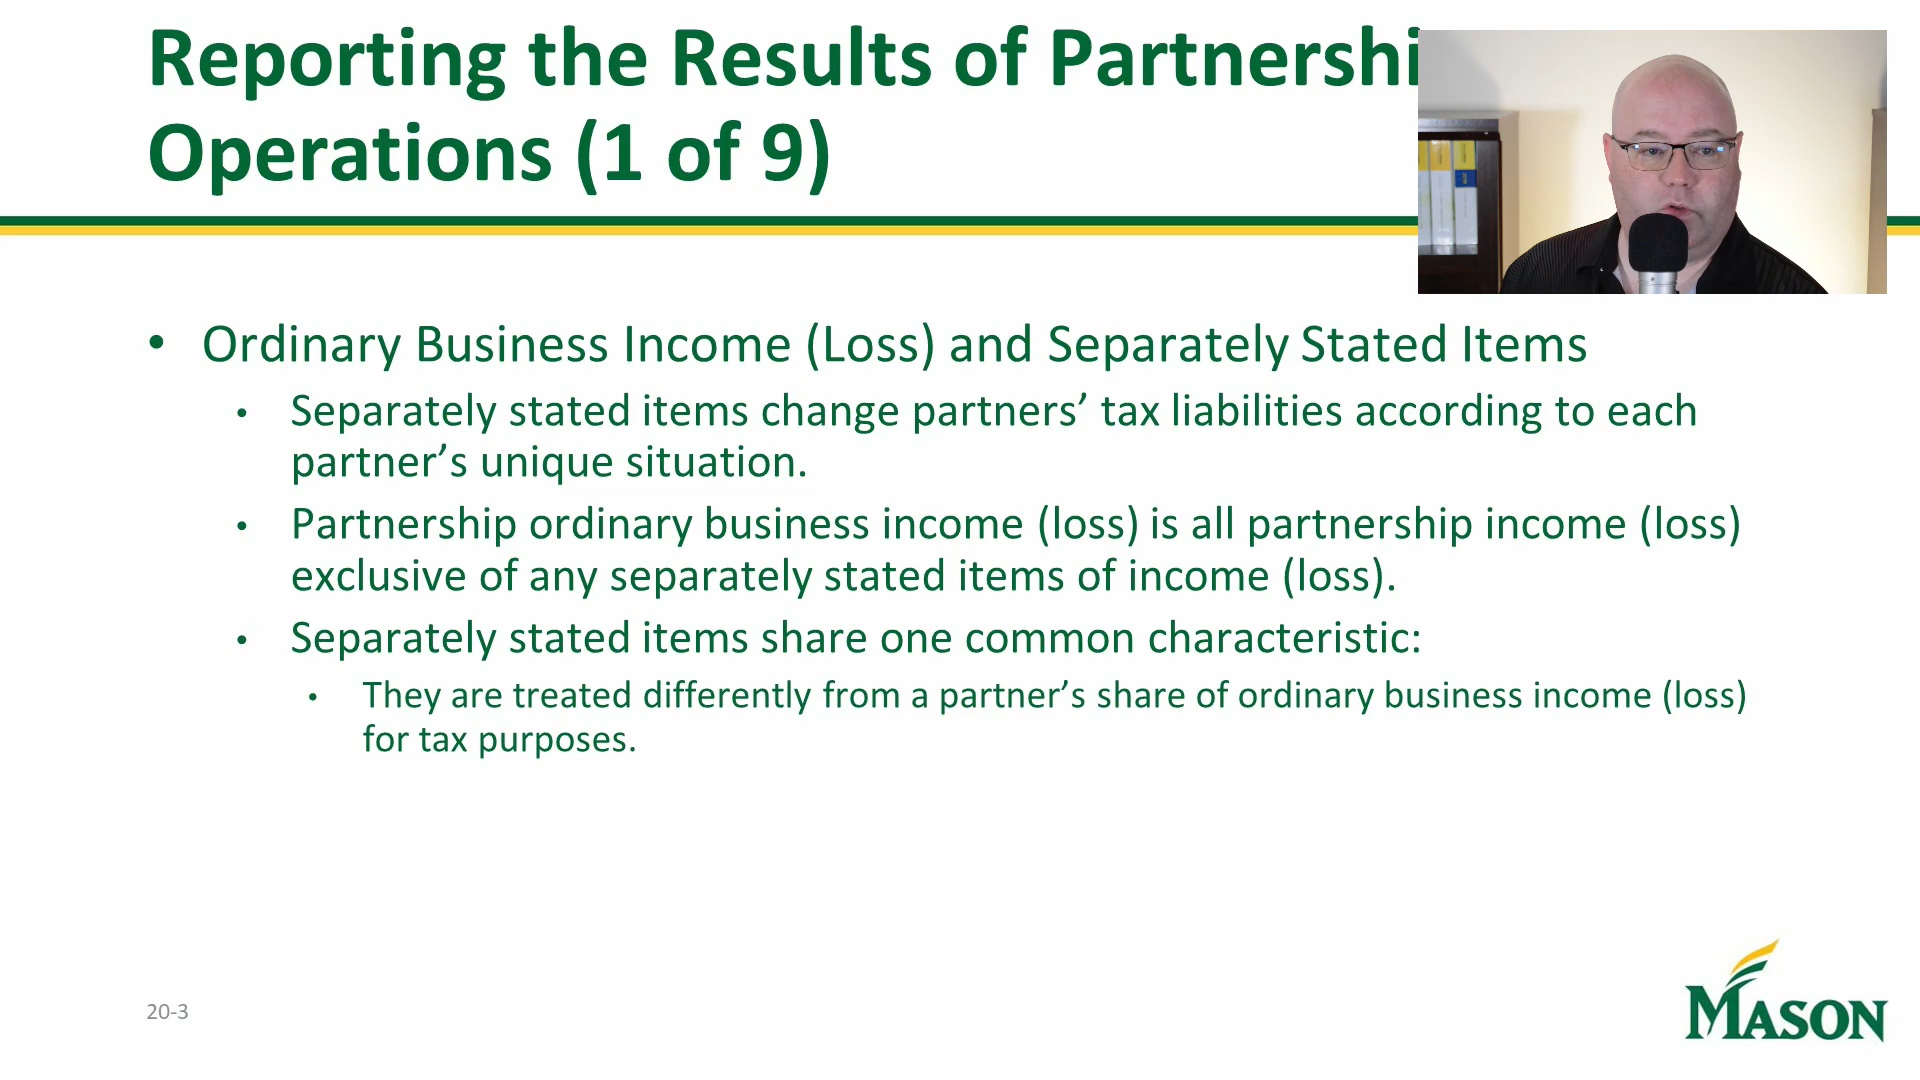 Reporting the Results of Partnershi
Operations (1 of 9)
• Ordinary Business Income (Loss) and Separately Stated Items
• Separately stated items change partners’ tax liabilities according to each
partner’s unique situation.
• Partnership ordinary business income (loss) is all partnership income (loss)
exclusive of any separately stated items of income (loss).
• Separately stated items share one common characteristic:
• They are treated differently from a partner’s share of ordinary business income (loss)
for tax purposes.
20-3
MASON